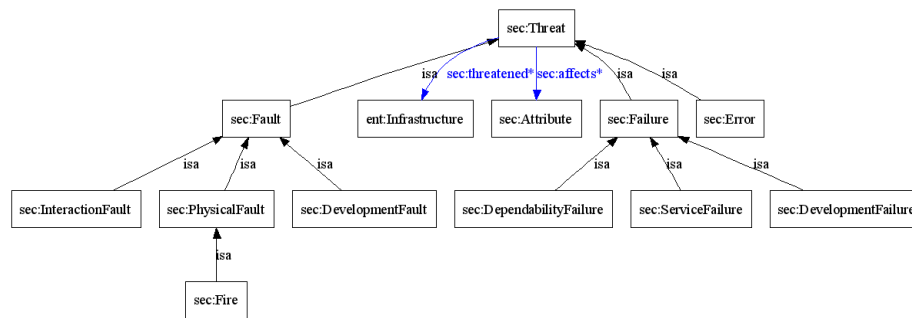 sec:Threat
isa
sec:threatened*
sec:affects*
isa
isa
sec:Fault
ent:Infrastructure
sec:Attribute
sec:Failure
sec:Error
isa
isa
isa
isa
isa
isa
sec:InteractionFault
sec:PhysicalFault
sec:DevelopmentFault
sec:DependabilityFailure
sec:ServiceFailure
sec:DevelopmentFailure
isa
sec:Fire